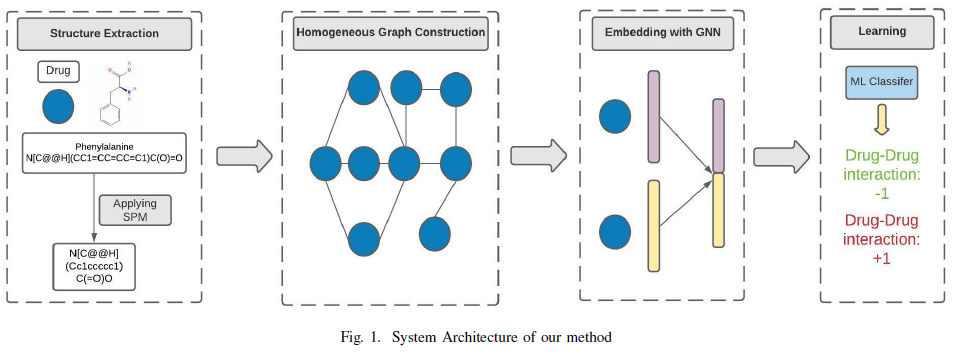 Structure Extraction
Drug
Phenylalanine
N[C@@H](CC1=CC=CC=C1)C(O)=O
Applying
SPM
N[C@@H]
(Cc1ccccc1)
C(=O)O
Homogeneous Graph Construction
Embedding with GNN
Learning
ML Classifer
Drug-Drug
interaction:
-1
Drug-Drug
interaction:
+1
Fig. 1. System Architecture of our method